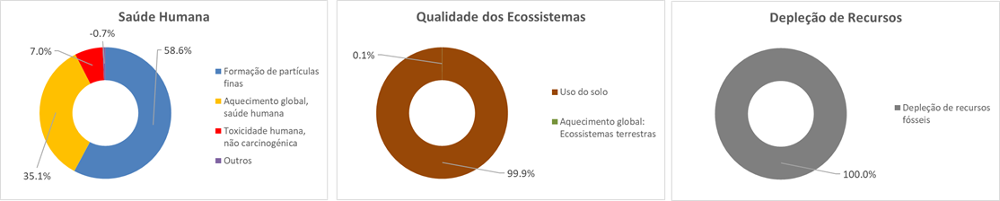 Saúde Humana
-0.7%
7.0%
58.6%
35.1%
Formação de partículas
finas
Aquecimento global,
saúde humana
Toxicidade humana,
não carcinogénica
Outros
Qualidade dos Ecossistemas
0.1%
99.9%
Uso do solo
Aquecimento global:
Ecossistemas terrestras
Depleção de Recursos
100.0%
Depleção de recursos
fósseis